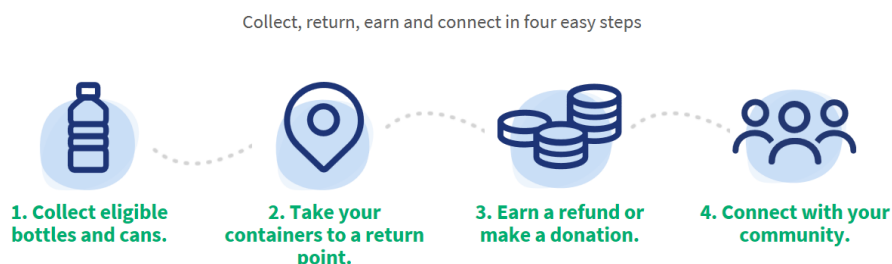 Collect, return, earn and connect in four easy steps
1. Collect eligible
bottles and cans.
2. Take your
containers to a return
point.
3. Earn a refund or
make a donation.
4. Connect with your
community.